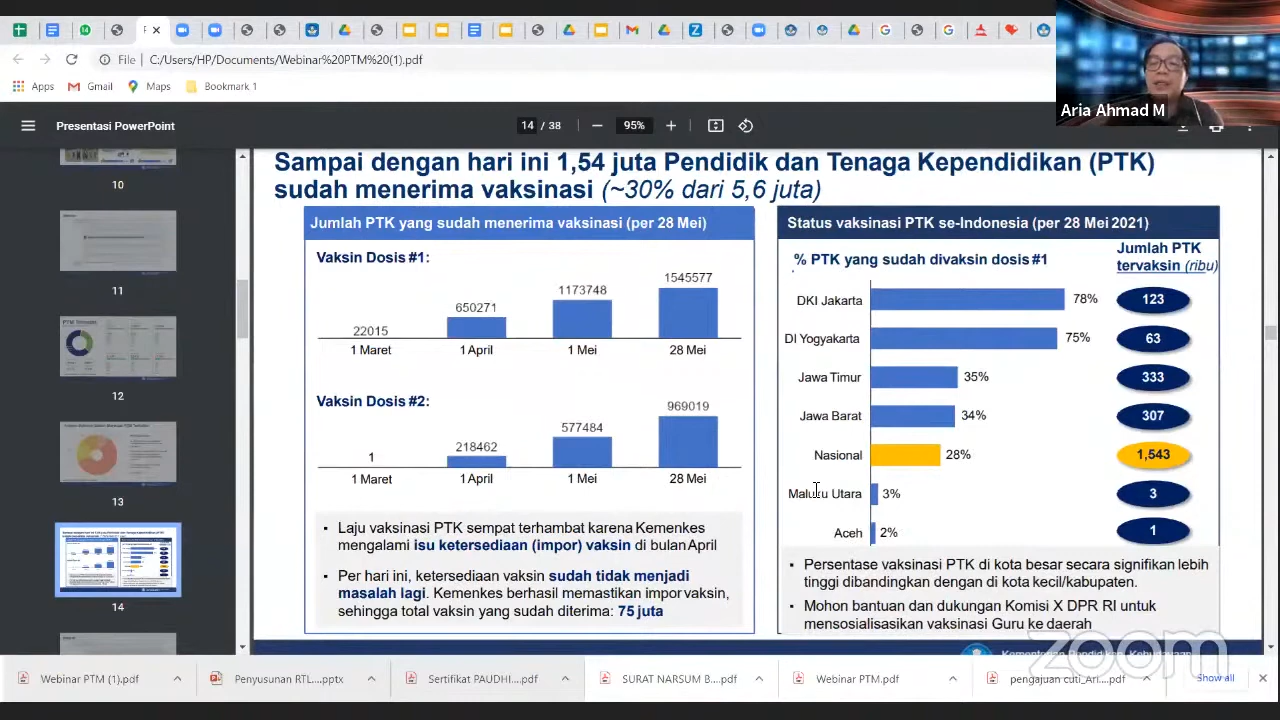 File
C:/Users/HP/Documents/Webinar%20PTM%20(1).pdf
Apps
Gmail
Maps
Bookmark 1
Aria Ahmad M
Presentasi PowerPoint
14 / 38
95%
10
11
12
13
14
Sampai dengan hari ini 1,54 juta Pendidik dan Tenaga Kependidikan (PTK)
sudah menerima vaksinasi (~30% dari 5,6 juta)
Jumlah PTK yang sudah menerima vaksinasi (per 28 Mei)
Vaksin Dosis #1:
22015
650271
1173748
1545577
1 Maret
1 April
1 Mei
28 Mei
Vaksin Dosis #2:
1
218462
577484
969019
1 Maret
1 April
1 Mei
28 Mei
▪ Laju vaksinasi PTK sempat terhambat karena Kemenkes
mengalami isu ketersediaan (impor) vaksin di bulan April
▪ Per hari ini, ketersediaan vaksin sudah tidak menjadi
masalah lagi. Kemenkes berhasil memastikan impor vaksin,
sehingga total vaksin yang sudah diterima: 75 juta
Status vaksinasi PTK se-Indonesia (per 28 Mei 2021)
% PTK yang sudah divaksin dosis #1
Jumlah PTK
tervaksin (ribu)
DKI Jakarta 78% 123
DI Yogyakarta 75% 63
Jawa Timur 35% 333
Jawa Barat 34% 307
Nasional 28% 1,543
Maluku Utara 3% 3
Aceh 2% 1
• Persentase vaksinasi PTK di kota besar secara signifikan lebih
tinggi dibandingkan dengan di kota kecil/kabupaten.
• Mohon bantuan dan dukungan Komisi X DPR RI untuk
mensosialisasikan vaksinasi Guru ke daerah
Kementerian Pendidikan, Kebudayaan,
zoom
Webinar PTM (1).pdf
Penyusunan RTL....pptx
Sertifikat PAUDHI....pdf
SURAT NARSUM B....pdf
Webinar PTM.pdf
pengajuan cuti_Ari....pdf
Show all